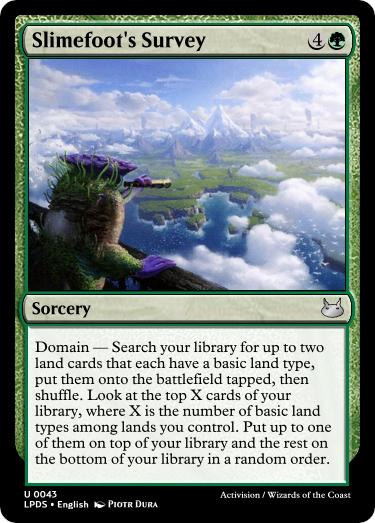 Slimefoot's Survey 4
Sorcery
Domain — Search your library for up to two
land cards that each have a basic land type,
put them onto the battlefield tapped, then
shuffle. Look at the top X cards of your
library, where X is the number of basic land
types among lands you control. Put up to one
of them on top of your library and the rest on
the bottom of your library in a random order.
U 0043
LPDS • English Piotr Dura
Activision / Wizards of the Coast